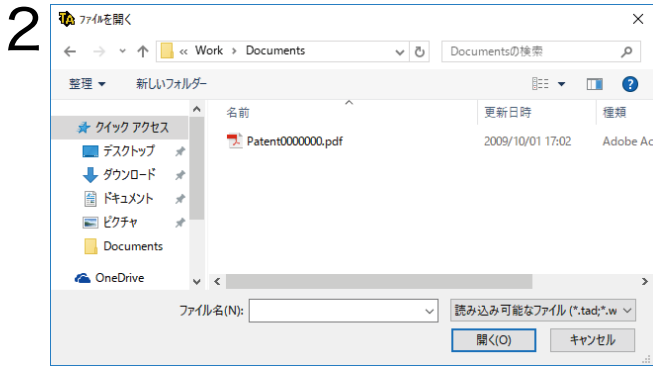 2
TA ファイルを開く
« Work > Documents
Documentsの検索
整理
新しいフォルダー
名前
更新日時
種類
クイック アクセス
Patent0000000.pdf
2009/10/01 17:02
Adobe Ac
デスクトップ
ダウンロード
ドキュメント
ピクチャ
Documents
OneDrive
ファイル名(N):
読み込み可能なファイル (*.tad;*.w
開く(O)
キャンセル